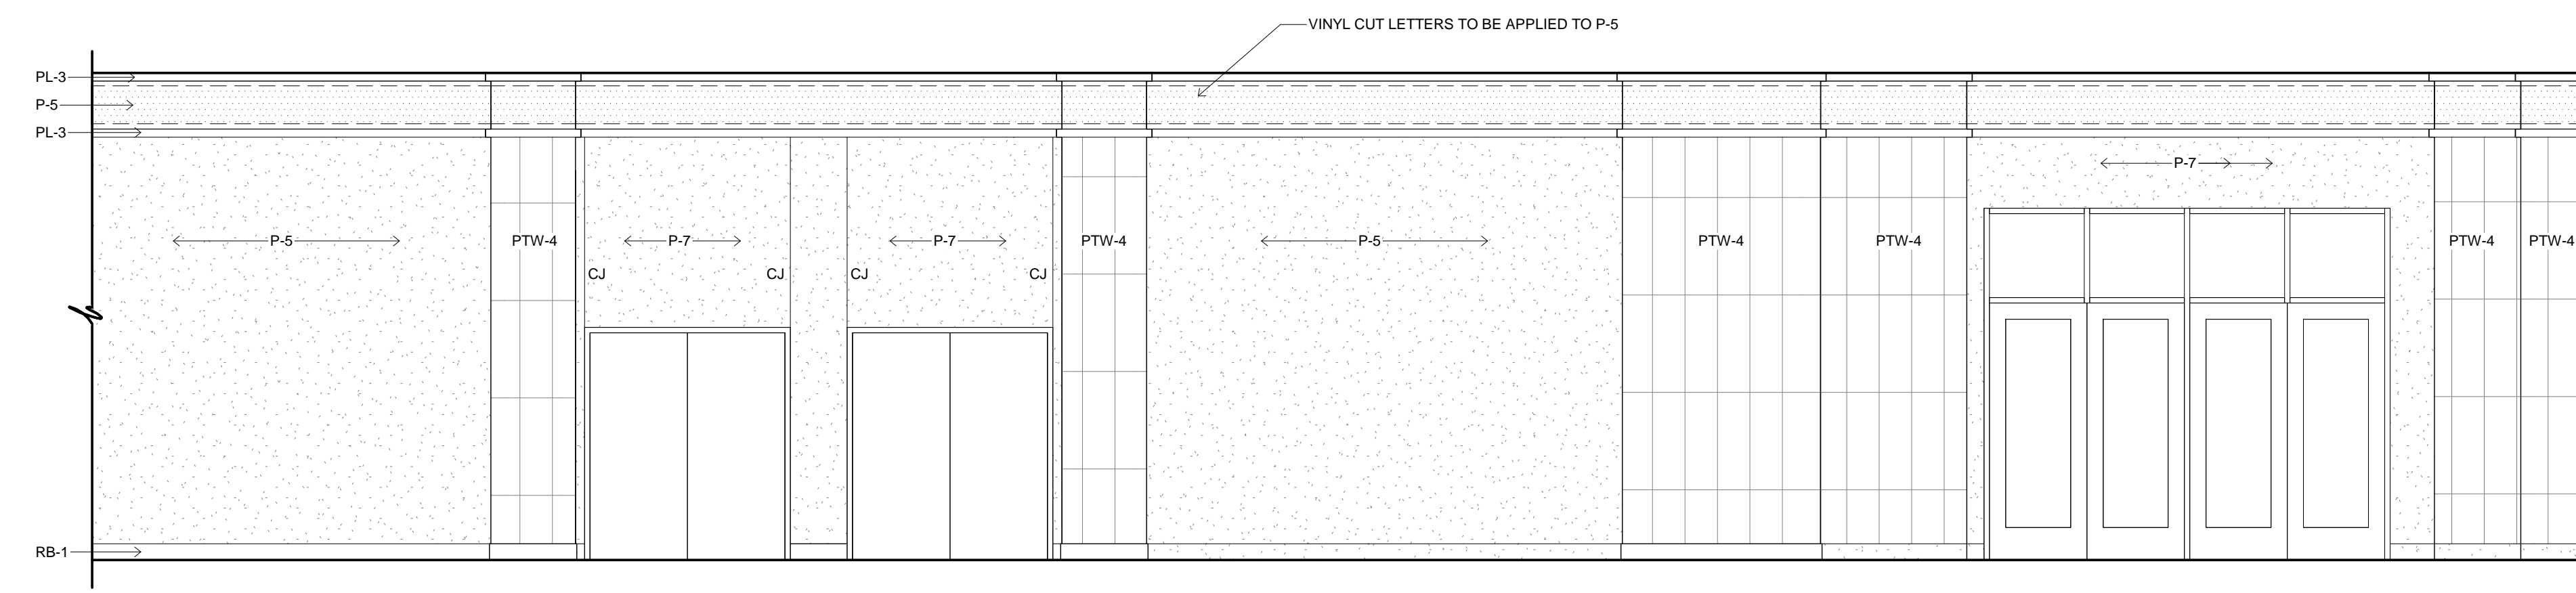 VINYL CUT LETTERS TO BE APPLIED TO P-5
PL-3
P-5
PL-3
P-7
P-5
PTW-4
P-7
P-7
PTW-4
P-5
PTW-4
PTW-4
PTW-4
PTW-4
CJ
CJ
CJ
CJ
RB-1